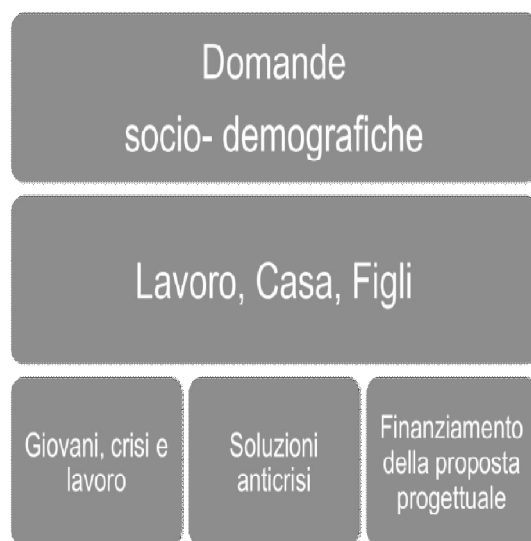 Domande
socio- demografiche
Lavoro, Casa, Figli
Giovani, crisi e
lavoro
Soluzioni
anticrisi
Finanziamento
della proposta
progettuale